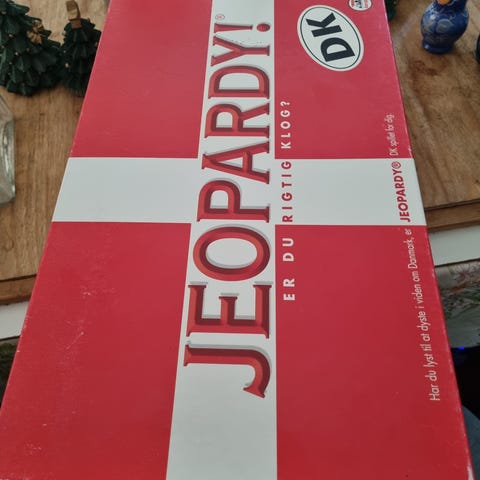 DK
JEOPARDY!®
ER DU RIGTIG KLOG?
Har du lyst til at dyste i viden om Danmark, er JEOPARDY® DK spillet for dig.